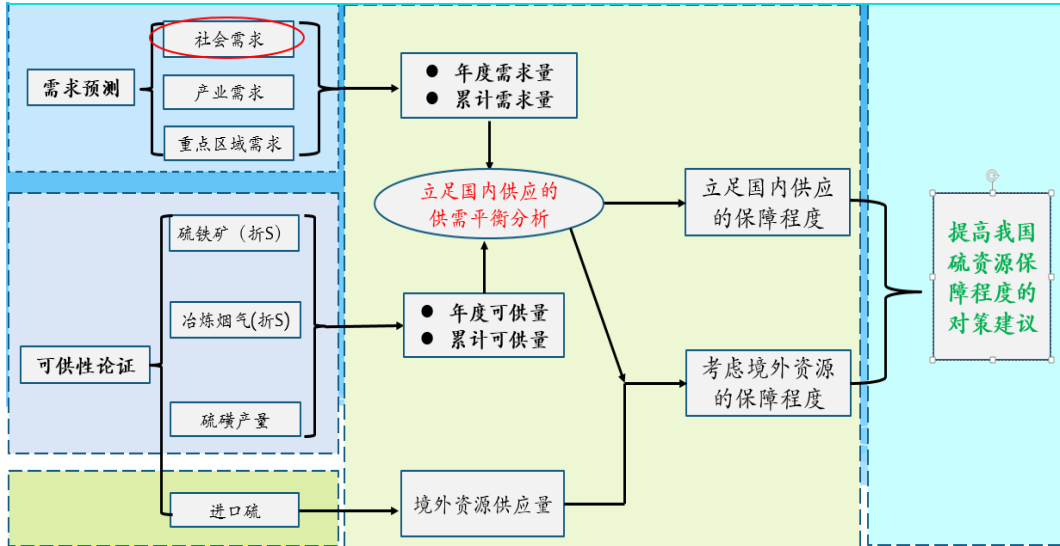 社会需求
需求预测
产业需求
重点区域需求
● 年度需求量
● 累计需求量
立足国内供应的
供需平衡分析
立足国内供应
的保障程度
硫铁矿（折S）
冶炼烟气(折S)
可供性论证
硫磺产量
● 年度可供量
● 累计可供量
考虑境外资源
的保障程度
进口硫
境外资源供应量
提高我国
硫资源保
障程度的
对策建议